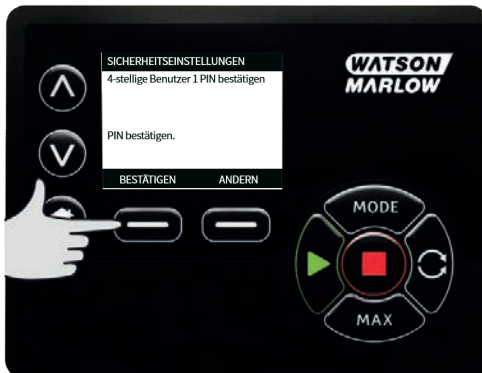 SICHERHEITSEINSTELLUNGEN
4-stellige Benutzer 1 PIN bestätigen
PIN bestätigen.
BESTÄTIGEN ANDERN
WATSON
MARLOW
MODE
MAX